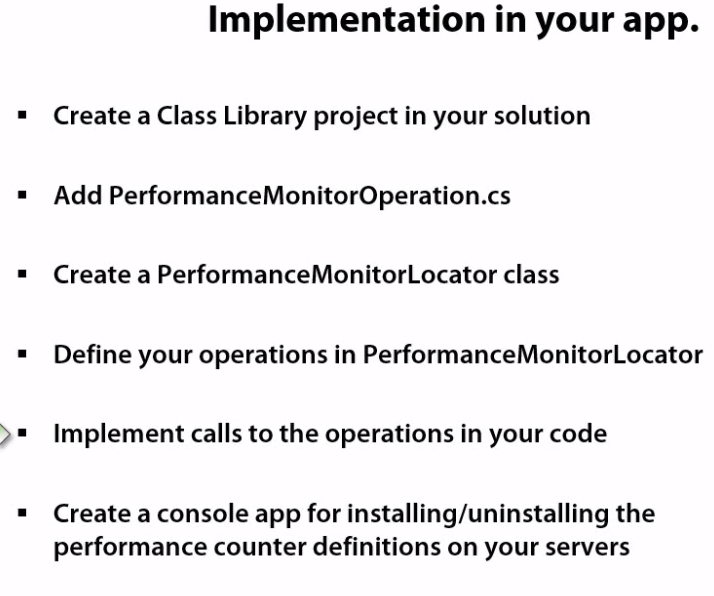 Implementation in your app.
▪ Create a Class Library project in your solution
▪ Add PerformanceMonitorOperation.cs
▪ Create a PerformanceMonitorLocator class
▪ Define your operations in PerformanceMonitorLocator
▪ Implement calls to the operations in your code
▪ Create a console app for installing/uninstalling the
performance counter definitions on your servers